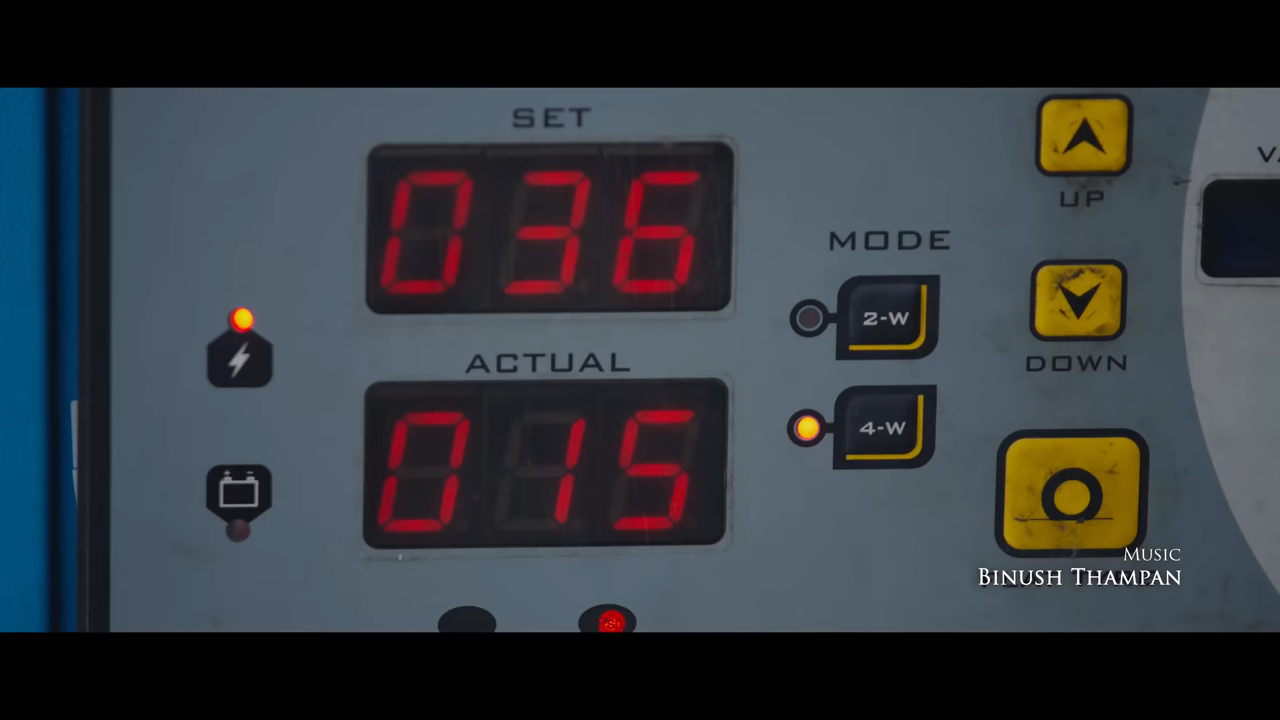 SET
036
ACTUAL
015
MODE
2-W
4-W
UP
DOWN
Music
Binush Thampan